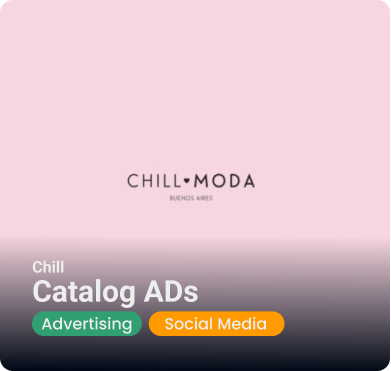 CHILL♥MODA
BUENOS AIRES
Chill
Catalog ADs
Advertising Social Media